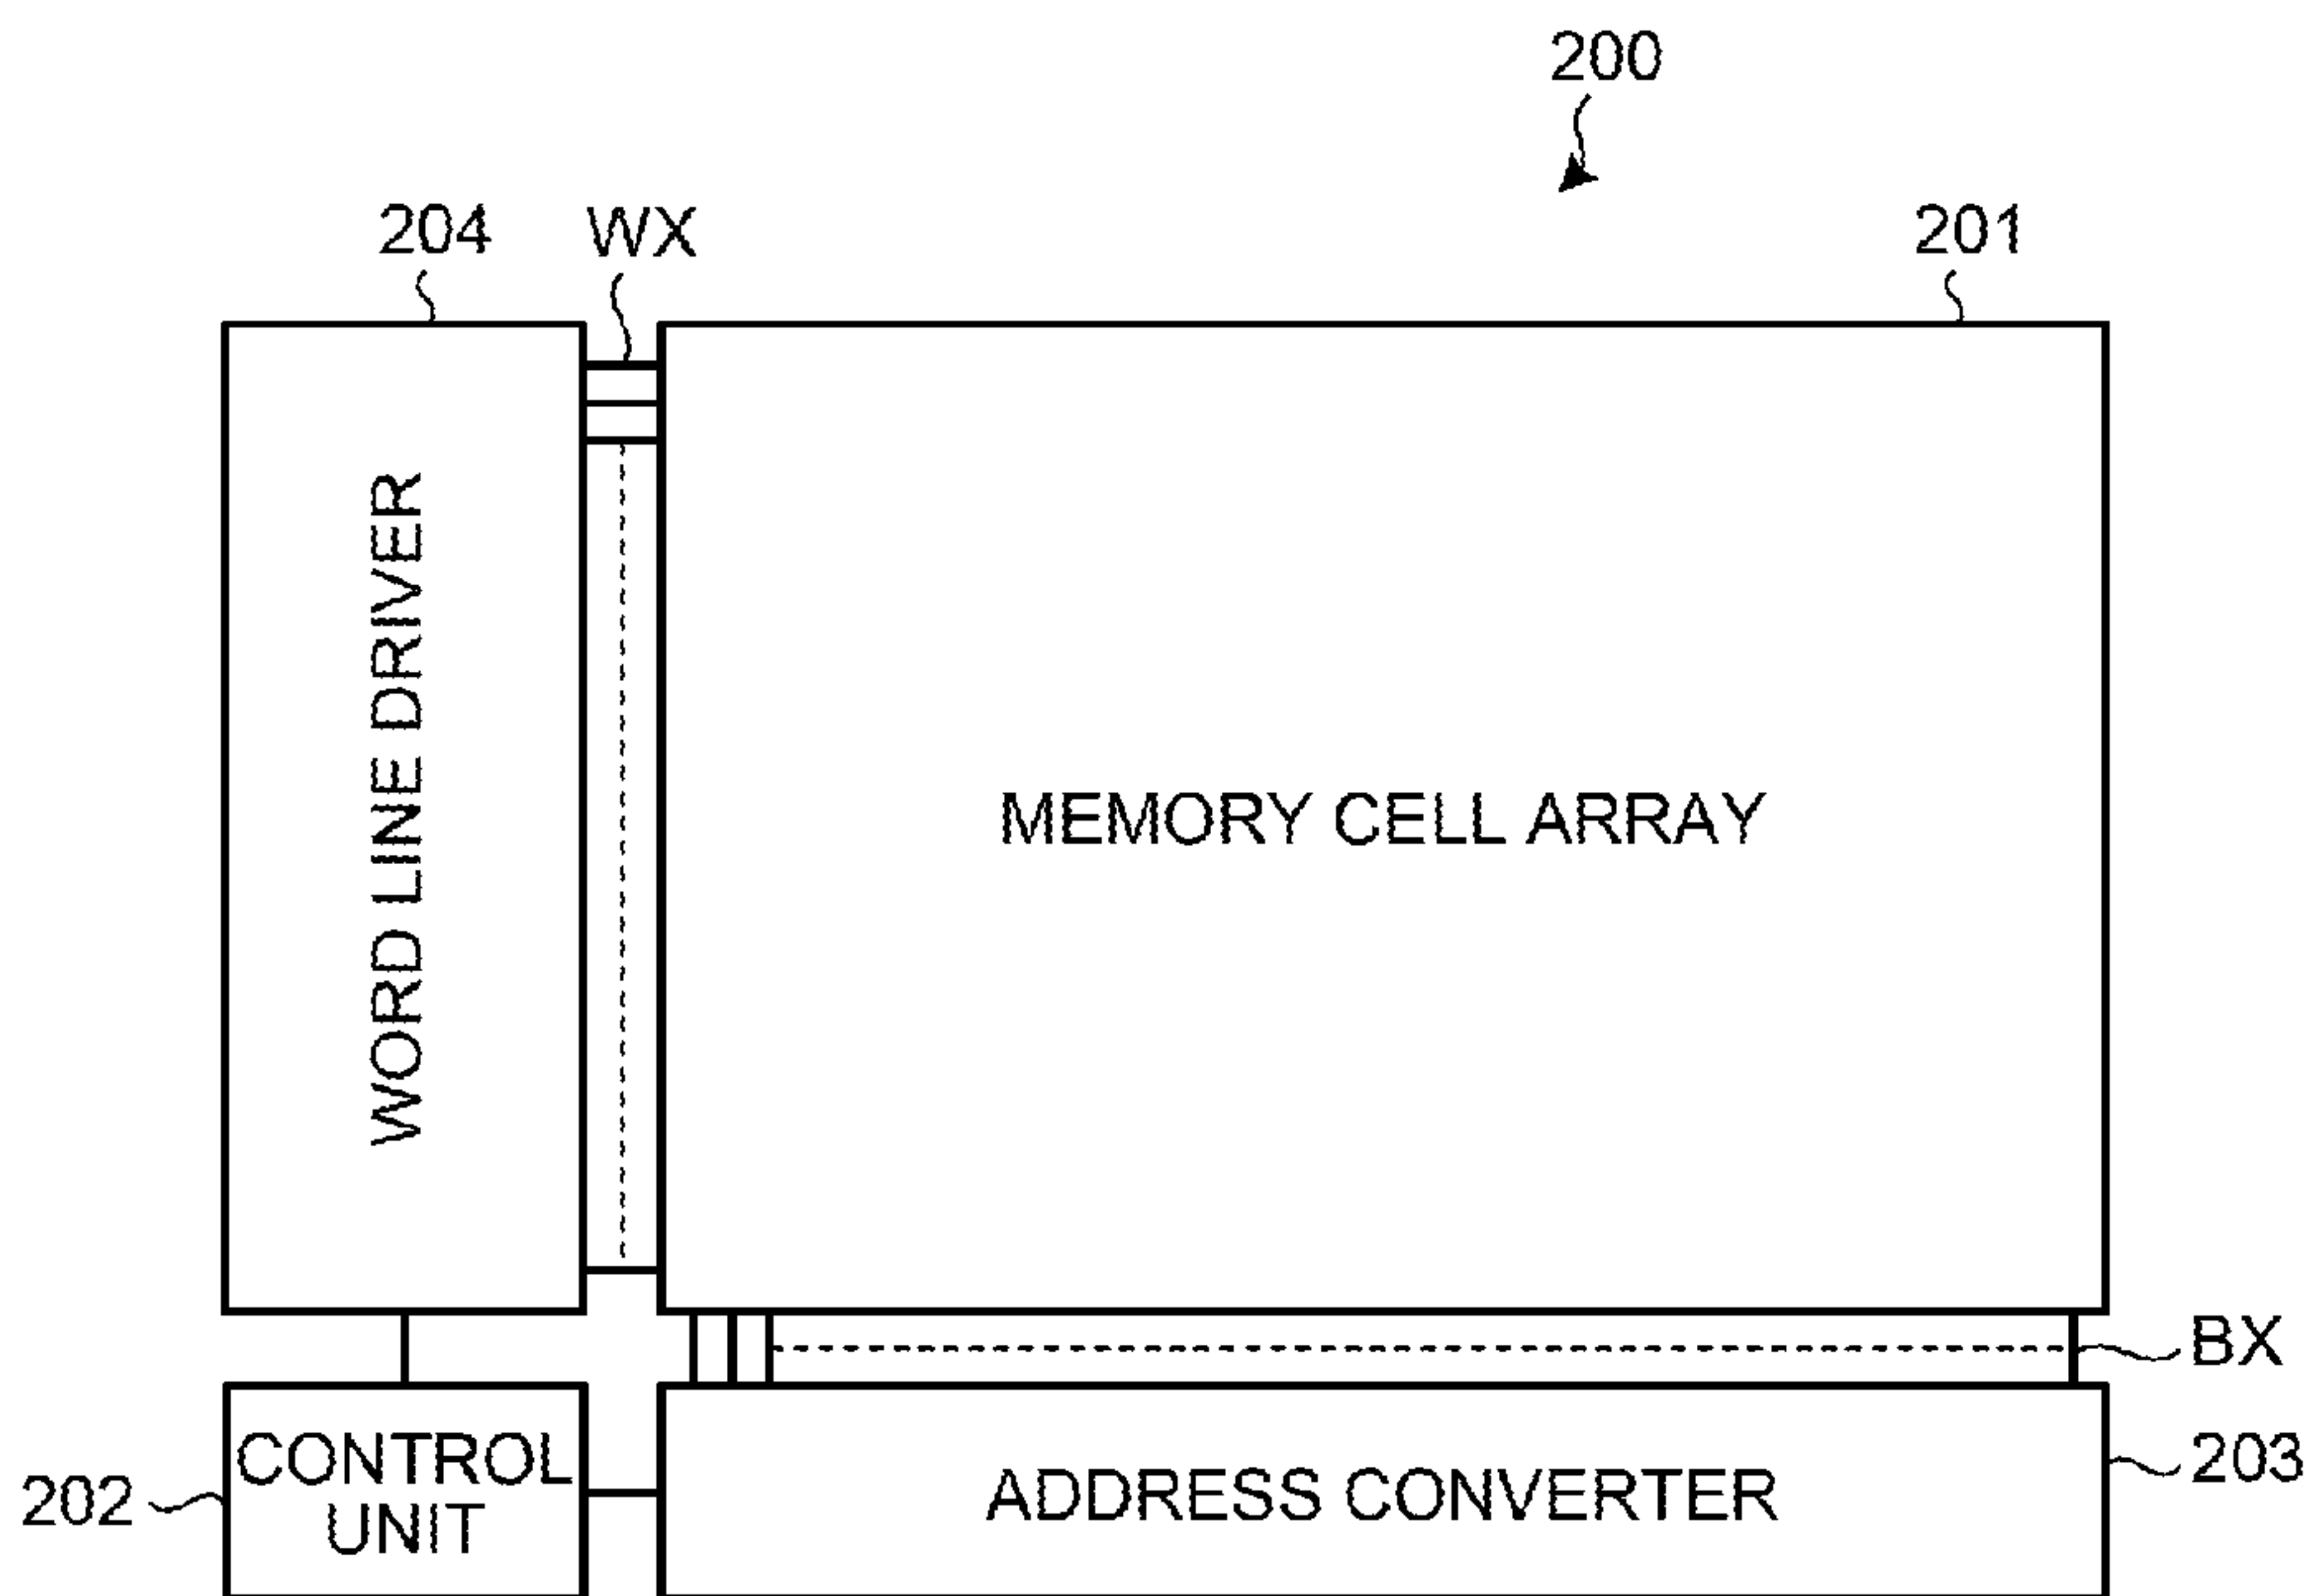 200
204
WX
201
WORD LINE DRIVER
MEMORY CELL ARRAY
BX
CONTROL
UNIT
202
ADDRESS CONVERTER
203